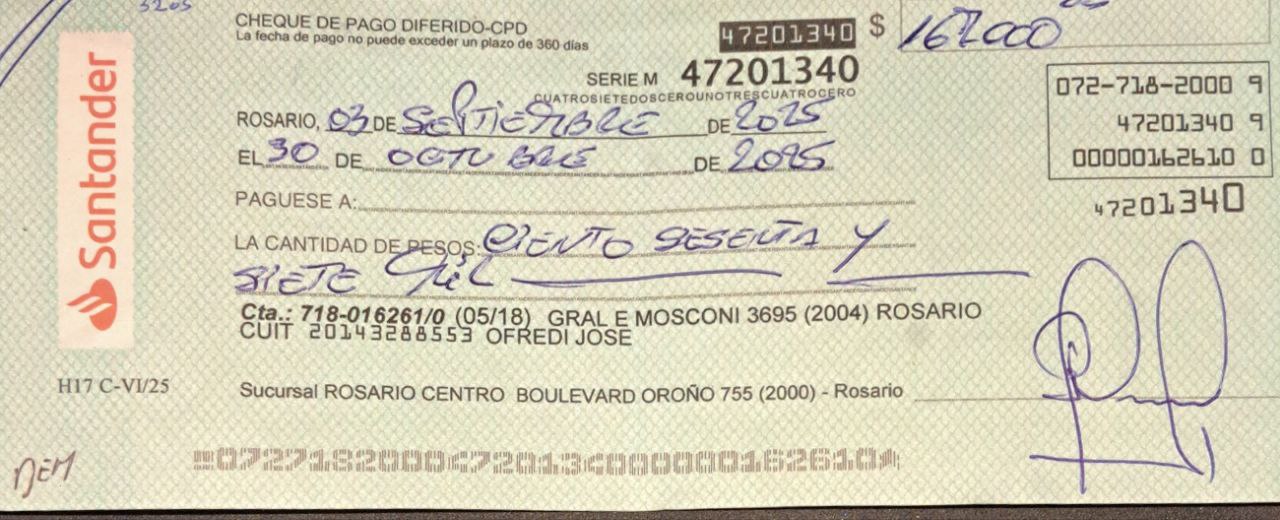 3205
CHEQUE DE PAGO DIFERIDO-CPD
La fecha de pago no puede exceder un plazo de 360 días
47201340 $ 167.000
SERIE M 47201340
CUATROSIETEDOSCEROUNOTRESCUATROCERO
072-718-2000 9
47201340 9
00000162610 0
47201340
ROSARIO, 03 DE SEPTIEMBRE DE 2025
EL 30 DE OCTUBRE DE 2025
PAGUESE A:
LA CANTIDAD DE PESOS: CIENTO SESENTA Y
SIETE MIL
Cta.: 718-016261/0 (05/18) GRAL E MOSCONI 3695 (2004) ROSARIO
CUIT 20143288553 OFREDI JOSE
Santander
H17 C-VI/25
Sucursal ROSARIO CENTRO BOULEVARD OROÑO 755 (2000) - Rosario